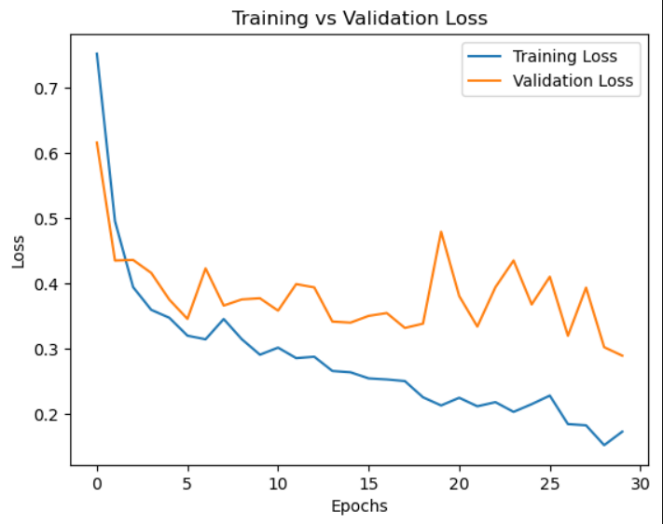 Training vs Validation Loss
Training Loss
Validation Loss
0.7
0.6
0.5
0.4
0.3
0.2
Loss
0 5 10 15 20 25 30
Epochs